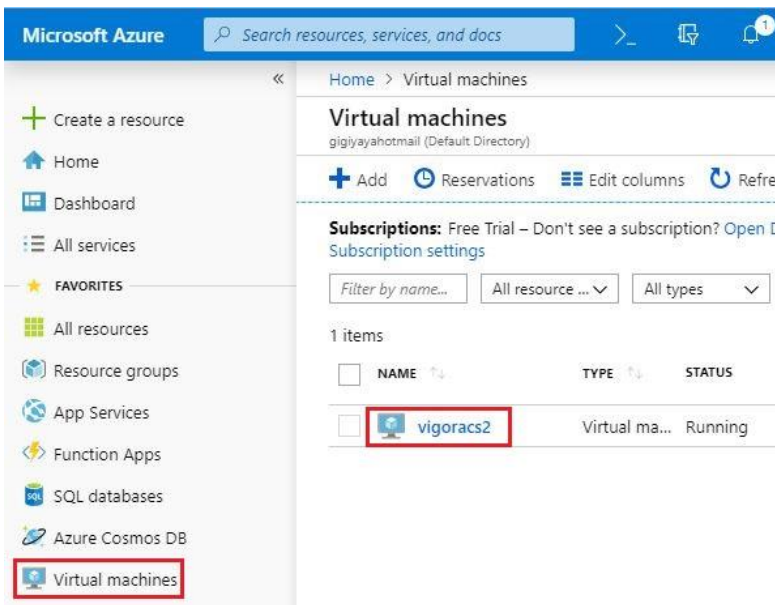 Microsoft Azure
Search resources, services, and docs
>_
1
«
Home > Virtual machines
Create a resource
Home
Dashboard
All services
FAVORITES
All resources
Resource groups
App Services
Function Apps
SQL databases
Azure Cosmos DB
Virtual machines
Virtual machines
gigiyayahotmail (Default Directory)
Add Reservations Edit columns Refre
Subscriptions: Free Trial – Don't see a subscription? Open D
Subscription settings
Filter by name... All resource ... All types
1 items
NAME TYPE STATUS
vigoracs2 Virtual ma... Running